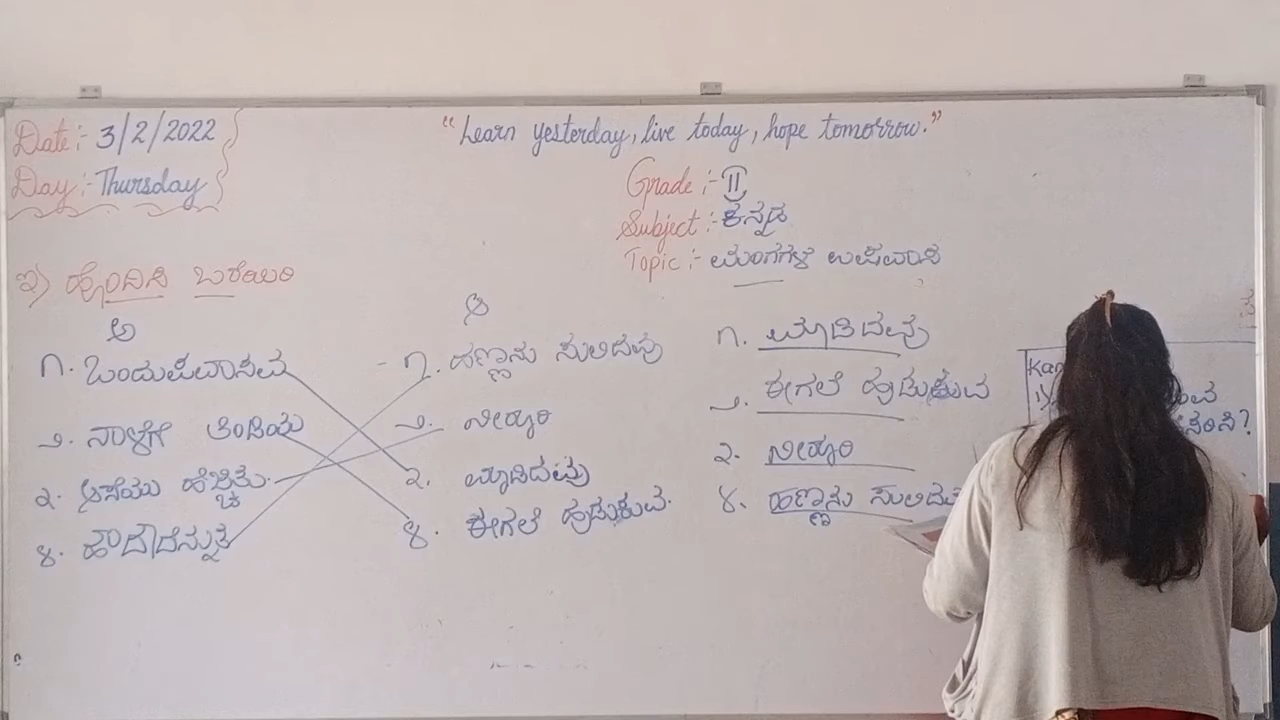 Date:- 3/2/2022
Day:- Thursday
"Learn yesterday, live today, hope tomorrow."
Grade:- II
Subject:- ಕನ್ನಡ
Topic:- ಮಂಗಗಳ ಉಪವಾಸ
ಇ) ಹೊಂದಿಸಿ ಬರೆಯಿರಿ
ಅ
ಆ
೧. ಒಂದುಪವಾಸವ
೨. ನಾಳೆಗೆ ತಿಂಡಿಯ
೩. ಆಸೆಯು ಹೆಚ್ಚಿತು.
೪. ಹೌದೌದೆನ್ನುತ
೧. ಹಣ್ಣನು ಸುಲಿದವು
೨. ನೀರೂರಿ
೩. ಮಾಡಿದವು
೪. ಈಗಲೆ ಹುಡುಕುವ.
೧. ಮಾಡಿದವು
೨. ಈಗಲೆ ಹುಡುಕುವ
೩. ನೀರೂರಿ
೪. ಹಣ್ಣನು ಸುಲಿದವು